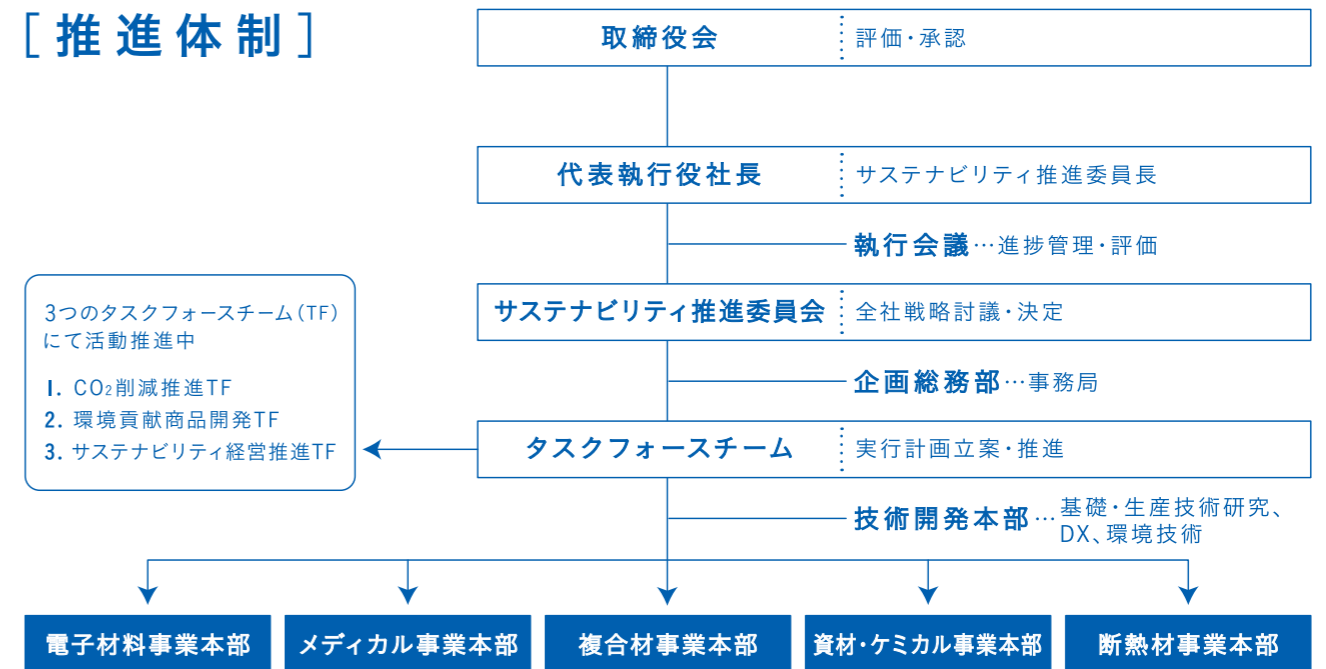 [推進体制]
取締役会 評価・承認
代表執行役社長 サステナビリティ推進委員長
執行会議…進捗管理・評価
サステナビリティ推進委員会 全社戦略討議・決定
企画総務部…事務局
タスクフォースチーム 実行計画立案・推進
3つのタスクフォースチーム(TF)
にて活動推進中
1. CO₂削減推進TF
2. 環境貢献商品開発TF
3. サステナビリティ経営推進TF
技術開発本部…基礎・生産技術研究、
DX、環境技術
電子材料事業本部
メディカル事業本部
複合材事業本部
資材・ケミカル事業本部
断熱材事業本部